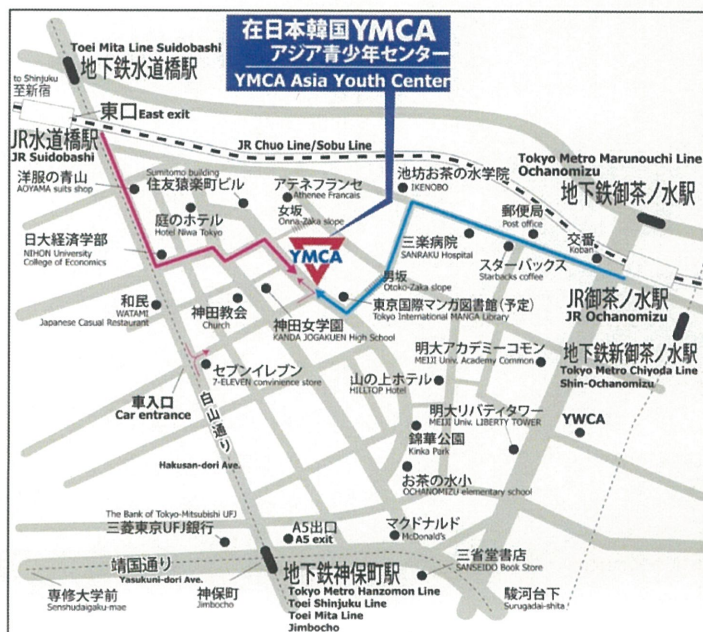 在日本韓国YMCA
アジア青少年センター
YMCA Asia Youth Center
Toei Mita Line Suidobashi
地下鉄水道橋駅
to Shinjuku
至新宿
東口East exit
JR水道橋駅
JR Suidobashi
JR Chuo Line/Sobu Line
洋服の青山
AOYAMA suits shop
Sumitomo building
住友猿楽町ビル
アテネフランセ
Athenee Francais
池坊お茶の水学院
IKENOBO
Tokyo Metro Marunouchi Line
Ochanomizu
地下鉄御茶ノ水駅
庭のホテル
Hotel Niwa Tokyo
女坂
Onna-Zaka slope
郵便局
Post office
交番
Koban
日大経済学部
NIHON University
College of Economics
YMCA
三楽病院
SANRAKU Hospital
スターバックス
Starbacks coffee
男坂
Otoko-Zaka slope
JR御茶ノ水駅
JR Ochanomizu
和民
WATAMI
Japanese Casual Restaurant
神田教会
Church
神田女学園
KANDA JOGAKUEN High School
東京国際マンガ図書館(予定)
Tokyo International MANGA Library
地下鉄新御茶ノ水駅
Tokyo Metro Chiyoda Line
Shin-Ochanomizu
明大アカデミーコモン
MEIJI Univ. Academy Common
セブンイレブン
7-ELEVEN convinience store
山の上ホテル
HILLTOP Hotel
車入口
Car entrance
白山通り
Hakusan-dori Ave.
明大リバティタワー
MEIJI Univ. LIBERTY TOWER
YWCA
錦華公園
Kinka Park
お茶の水小
OCHANOMIZU elementary school
The Bank of Tokyo-Mitsubishi UFJ
三菱東京UFJ銀行
A5出口
A5 exit
マクドナルド
McDonald's
靖国通り
Yasukuni-dori Ave.
三省堂書店
SANSEIDO Book Store
専修大学前
Senshudaigaku-mae
神保町
Jimbocho
地下鉄神保町駅
Tokyo Metro Hanzomon Line
Toei Shinjuku Line
Toei Mita Line
Jimbocho
駿河台下
Surugadai-shita